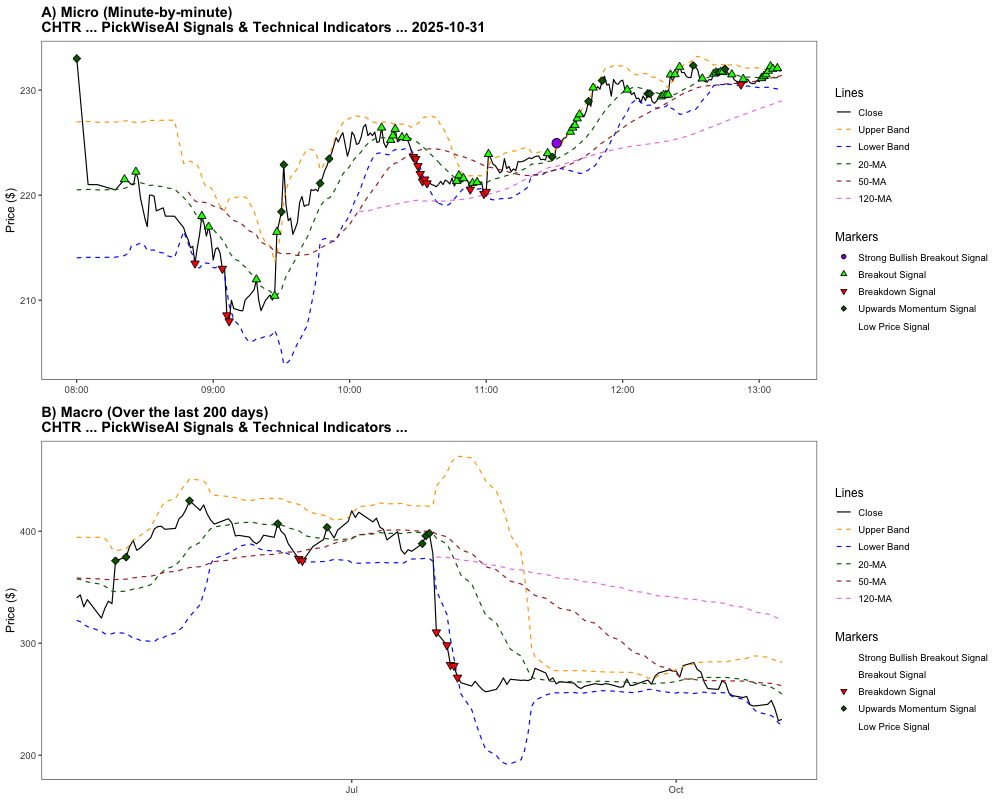 A) Micro (Minute-by-minute)
CHTR ... PickWiseAI Signals & Technical Indicators ... 2025-10-31
Price ($)
230
220
210
08:00
09:00
10:00
11:00
12:00
13:00
Lines
Close
Upper Band
Lower Band
20-MA
50-MA
120-MA
Markers
Strong Bullish Breakout Signal
Breakout Signal
Breakdown Signal
Upwards Momentum Signal
Low Price Signal
B) Macro (Over the last 200 days)
CHTR ... PickWiseAI Signals & Technical Indicators ...
Price ($)
400
300
200
Jul
Oct
Lines
Close
Upper Band
Lower Band
20-MA
50-MA
120-MA
Markers
Strong Bullish Breakout Signal
Breakout Signal
Breakdown Signal
Upwards Momentum Signal
Low Price Signal